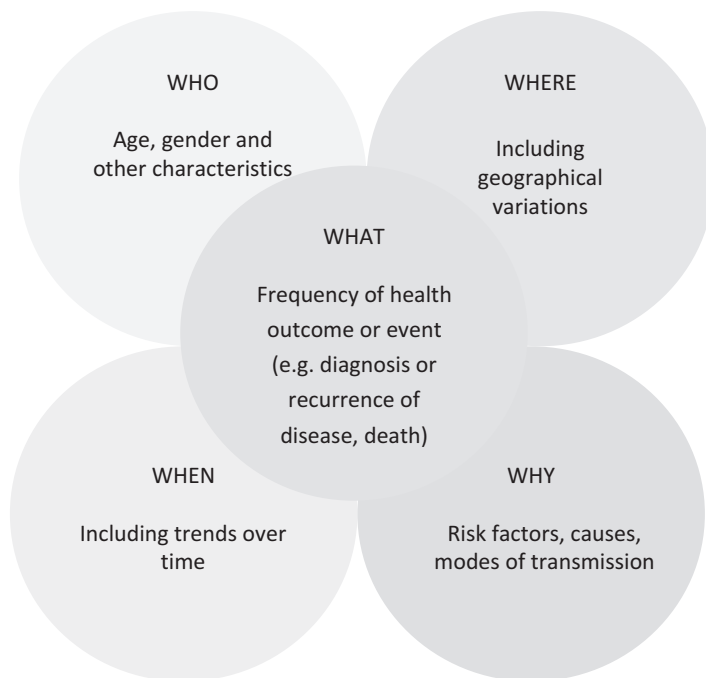 WHO
Age, gender and
other characteristics
WHERE
Including
geographical
variations
WHAT
Frequency of health
outcome or event
(e.g. diagnosis or
recurrence of
disease, death)
WHEN
Including trends over
time
WHY
Risk factors, causes,
modes of transmission